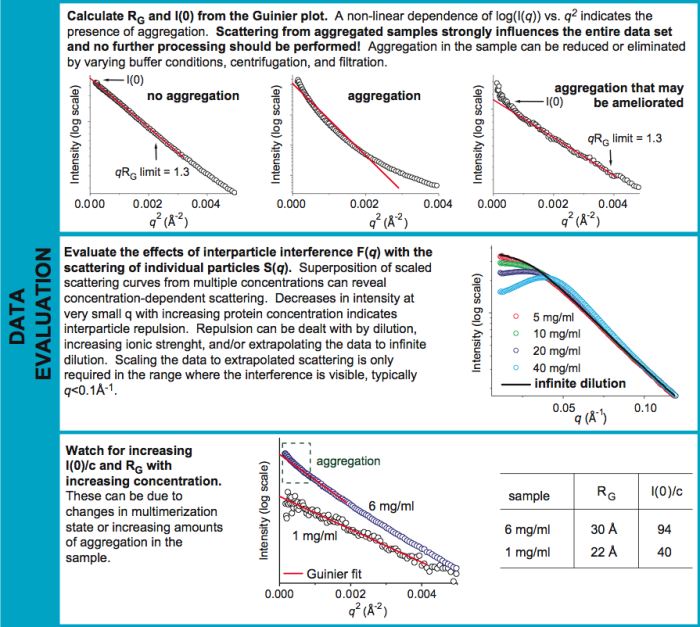 DATA
EVALUATION
Calculate RG and I(0) from the Guinier plot. A non-linear dependence of log(I(q)) vs. q2 indicates the
presence of aggregation. Scattering from aggregated samples strongly influences the entire data set
and no further processing should be performed! Aggregation in the sample can be reduced or eliminated
by varying buffer conditions, centrifugation, and filtration.
Intensity (log scale)
I(0)
no aggregation
qRG limit = 1.3
0.000 0.002 0.004
q2 (Å-2)
Intensity (log scale)
aggregation
0.000 0.002 0.004
q2 (Å-2)
Intensity (log scale)
aggregation that may
be ameliorated
I(0)
qRG limit = 1.3
0.000 0.002 0.004
q2 (Å-2)
Evaluate the effects of interparticle interference F(q) with the
scattering of individual particles S(q). Superposition of scaled
scattering curves from multiple concentrations can reveal
concentration-dependent scattering. Decreases in intensity at
very small q with increasing protein concentration indicates
interparticle repulsion. Repulsion can be dealt with by dilution,
increasing ionic strenght, and/or extrapolating the data to infinite
dilution. Scaling the data to extrapolated scattering is only
required in the range where the interference is visible, typically
q<0.1Å-1.
Intensity (log scale)
5 mg/ml
10 mg/ml
20 mg/ml
40 mg/ml
infinite dilution
0.05 0.10
q (Å-1)
Watch for increasing
I(0)/c and RG with
increasing concentration.
These can be due to
changes in multimerization
state or increasing amounts
of aggregation in the
sample.
Intensity (log scale)
aggregation
6 mg/ml
1 mg/ml
Guinier fit
0.000 0.002 0.004
q2 (Å-2)
sample RG I(0)/c
6 mg/ml 30 Å 94
1 mg/ml 22 Å 40